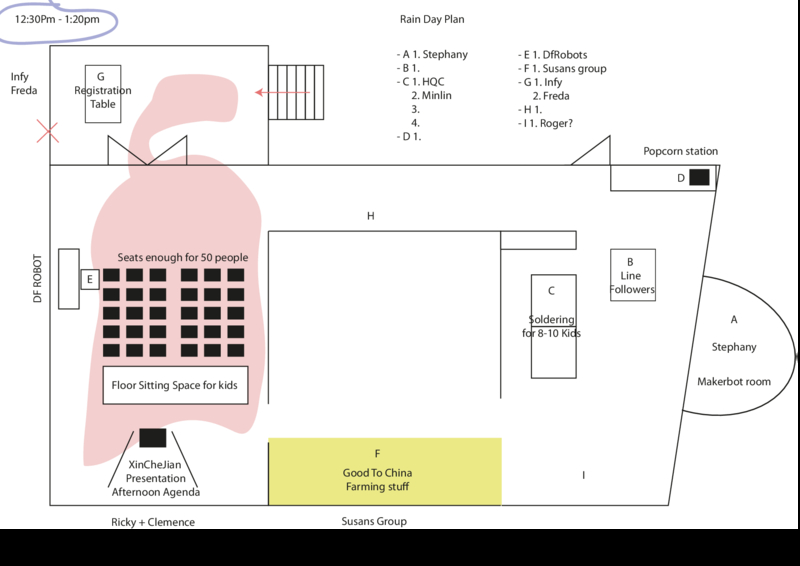 12:30Pm - 1:20pm
Rain Day Plan
- A 1. Stephany
- B 1.
- C 1. HQC
2. Minlin
3.
4.
- D 1.
- E 1. DfRobots
- F 1. Susans group
- G 1. Infy
2. Freda
- H 1.
- I 1. Roger?
Infy
Freda
G
Registration
Table
Popcorn station
D
H
DF ROBOT
E
Seats enough for 50 people
Floor Sitting Space for kids
B
Line
Followers
C
Soldering
for 8-10 Kids
A
Stephany
Makerbot room
XinCheJian
Presentation
Afternoon Agenda
F
Good To China
Farming stuff
I
Ricky + Clemence
Susans Group